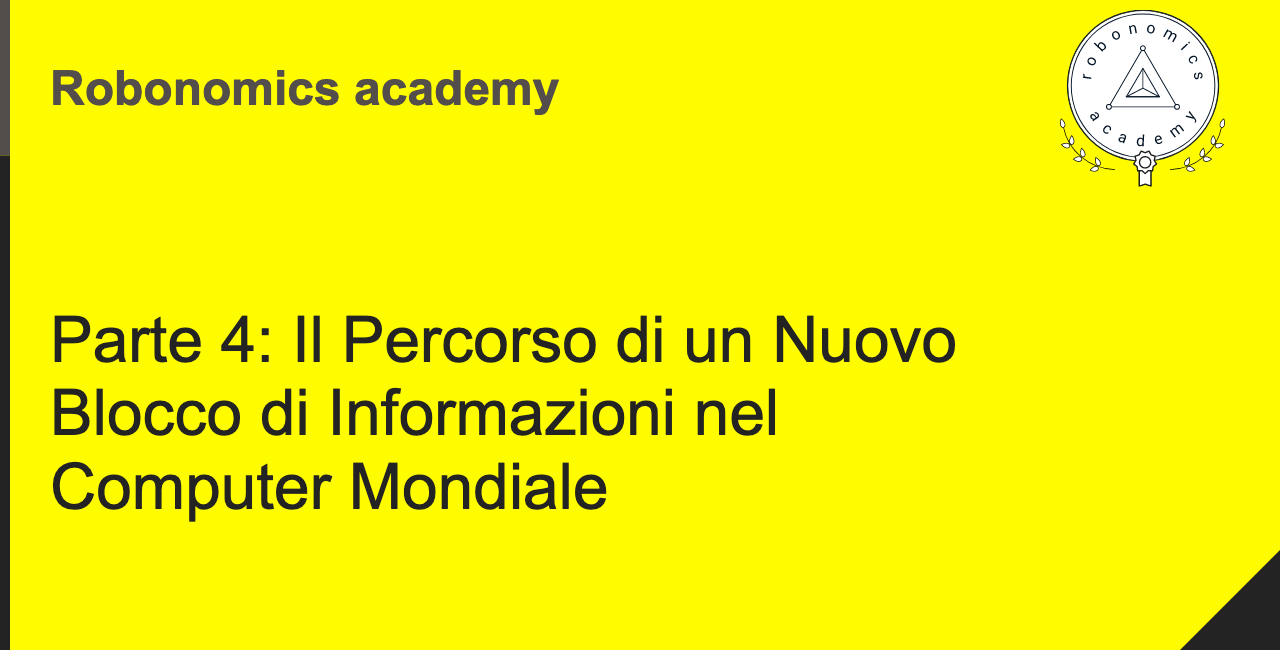 Robonomics academy
robonomics
academy
Parte 4: Il Percorso di un Nuovo
Blocco di Informazioni nel
Computer Mondiale